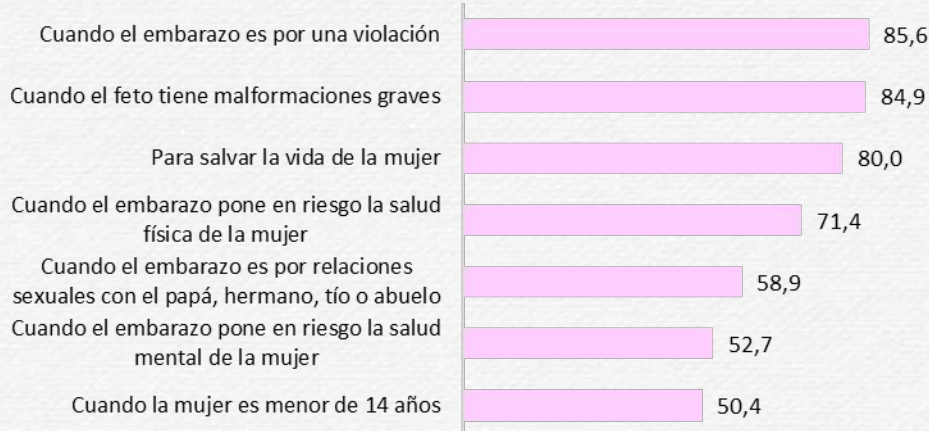 Cuando el embarazo es por una violación
85,6
Cuando el feto tiene malformaciones graves
84,9
Para salvar la vida de la mujer
80,0
Cuando el embarazo pone en riesgo la salud
física de la mujer
71,4
Cuando el embarazo es por relaciones
sexuales con el papá, hermano, tío o abuelo
58,9
Cuando el embarazo pone en riesgo la salud
mental de la mujer
52,7
Cuando la mujer es menor de 14 años
50,4